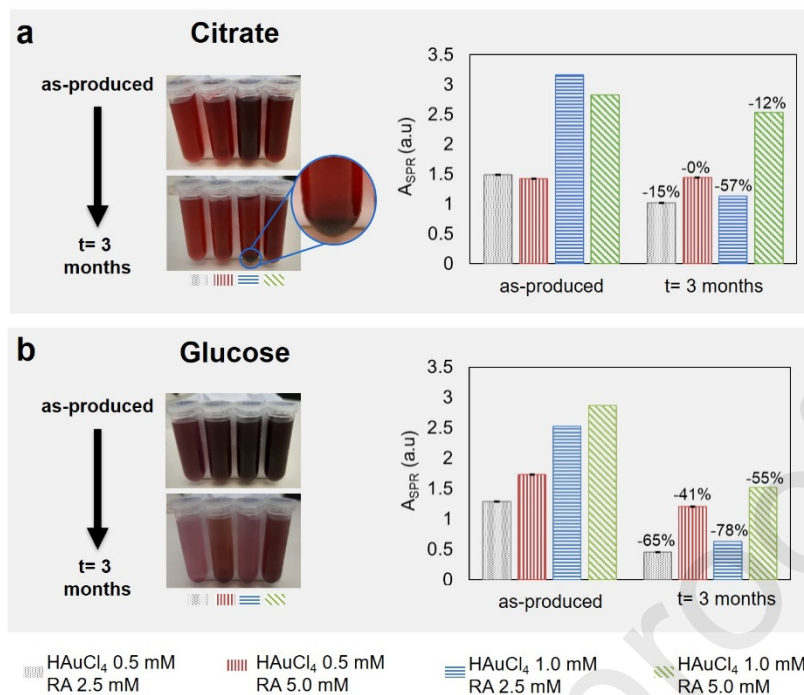 a
Citrate
as-produced
t= 3
months
A_SPR (a.u)
3.5
3
2.5
2
1.5
1
0.5
0
-15%
-0%
-57%
-12%
as-produced
t= 3 months
b
Glucose
as-produced
t= 3
months
A_SPR (a.u)
3.5
3
2.5
2
1.5
1
0.5
0
-65%
-41%
-78%
-55%
as-produced
t= 3 months
HAuCl₄ 0.5 mM
RA 2.5 mM
HAuCl₄ 0.5 mM
RA 5.0 mM
HAuCl₄ 1.0 mM
RA 2.5 mM
HAuCl₄ 1.0 mM
RA 5.0 mM